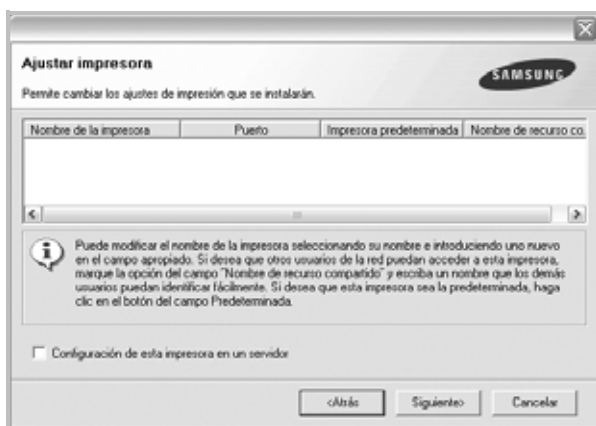 Ajustar impresora
SAMSUNG
Permite cambiar los ajustes de impresión que se instalarán.
Nombre de la impresora Puerto Impresora predeterminada Nombre de recurso co.
Puede modificar el nombre de la impresora seleccionando su nombre e introduciendo uno nuevo
en el campo apropiado. Si desea que otros usuarios de la red puedan acceder a esta impresora,
marque la opción del campo "Nombre de recurso compartido" y escriba un nombre que los demás
usuarios puedan identificar fácilmente. Si desea que esta impresora sea la predeterminada, haga
clic en el botón del campo Predeterminada.
Configuración de esta impresora en un servidor
<Atrás Siguiente> Cancelar